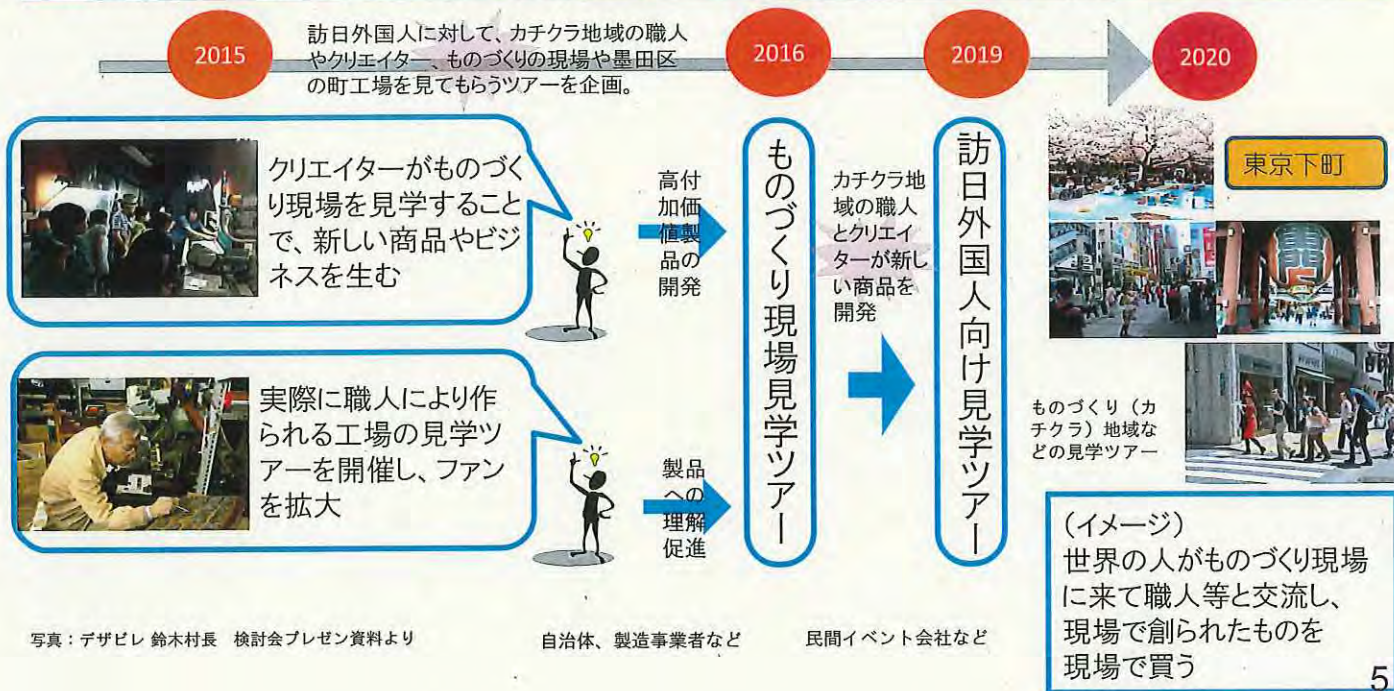 2015
訪日外国人に対して、カチクラ地域の職人
やクリエイター、ものづくりの現場や墨田区
の町工場を見てもらうツアーを企画。
2016
2019
2020
クリエイターがものづく
り現場を見学すること
で、新しい商品やビジ
ネスを生む
高付
加価
値製
品の
開発
ものづくり現場見学ツアー
カチクラ地
域の職人
とクリエイ
ターが新し
い商品を
開発
訪日外国人向け見学ツアー
東京下町
実際に職人により作
られる工場の見学ツ
アーを開催し、ファン
を拡大
製品
への
理解
促進
ものづくり（カ
チクラ）地域な
どの見学ツアー
（イメージ）
世界の人がものづくり現場
に来て職人等と交流し、
現場で創られたものを
現場で買う
写真：デザビレ 鈴木村長　検討会プレゼン資料より
自治体、製造事業者など
民間イベント会社など
5